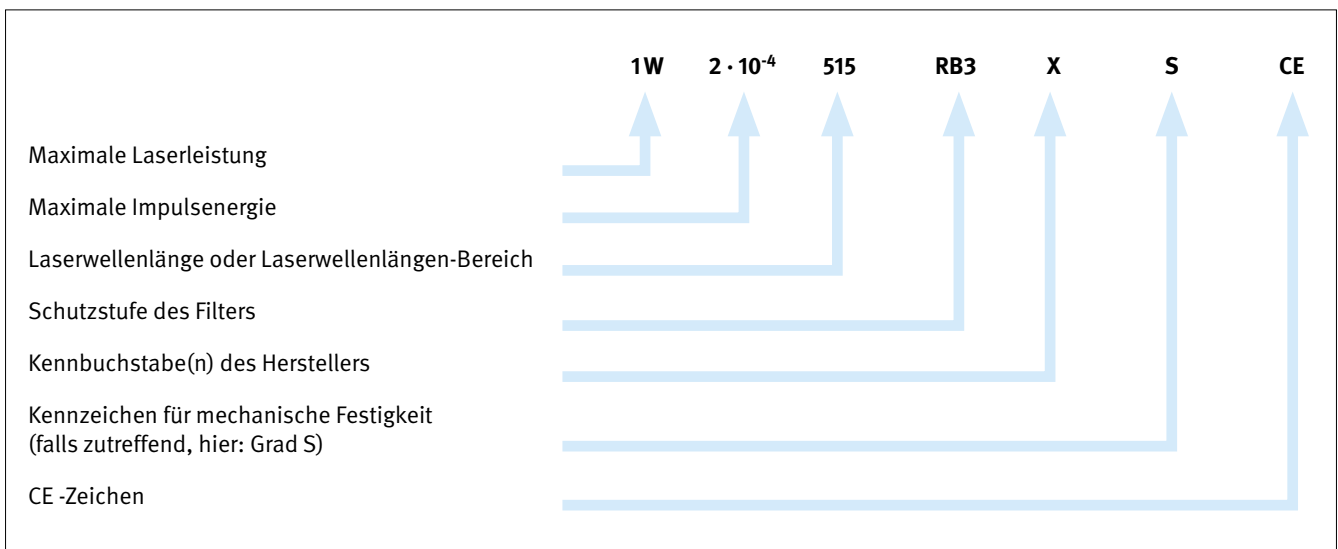 1W 2 · 10⁻⁴ 515 RB3 X S CE
Maximale Laserleistung
Maximale Impulsenergie
Laserwellenlänge oder Laserwellenlängen-Bereich
Schutzstufe des Filters
Kennbuchstabe(n) des Herstellers
Kennzeichen für mechanische Festigkeit
(falls zutreffend, hier: Grad S)
CE -Zeichen